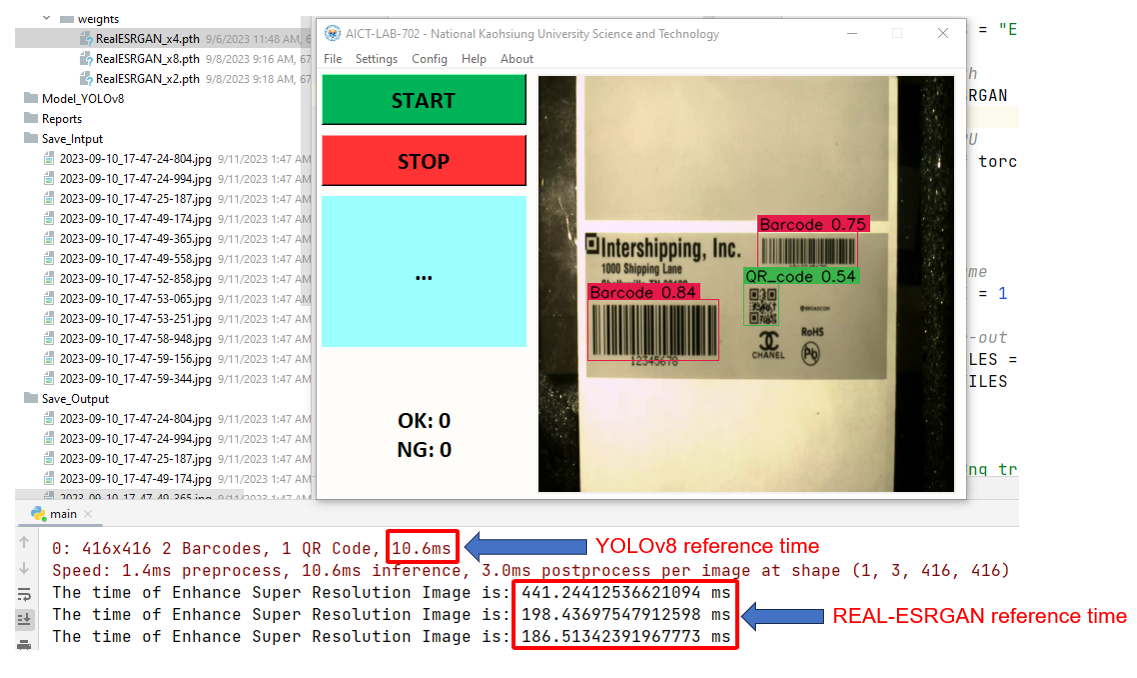 weights
RealESRGAN_x4.pth 9/6/2023 11:48 AM, 6
RealESRGAN_x8.pth 9/8/2023 9:16 AM, 67
RealESRGAN_x2.pth 9/8/2023 9:18 AM, 67
Model_YOLOv8
Reports
Save_Intput
2023-09-10_17-47-24-804.jpg 9/11/2023 1:47 AM
2023-09-10_17-47-24-994.jpg 9/11/2023 1:47 AM
2023-09-10_17-47-25-187.jpg 9/11/2023 1:47 AM
2023-09-10_17-47-49-174.jpg 9/11/2023 1:47 AM
2023-09-10_17-47-49-365.jpg 9/11/2023 1:47 AM
2023-09-10_17-47-49-558.jpg 9/11/2023 1:47 AM
2023-09-10_17-47-52-858.jpg 9/11/2023 1:47 AM
2023-09-10_17-47-53-065.jpg 9/11/2023 1:47 AM
2023-09-10_17-47-53-251.jpg 9/11/2023 1:47 AM
2023-09-10_17-47-58-948.jpg 9/11/2023 1:47 AM
2023-09-10_17-47-59-156.jpg 9/11/2023 1:47 AM
2023-09-10_17-47-59-344.jpg 9/11/2023 1:47 AM
Save_Output
2023-09-10_17-47-24-804.jpg 9/11/2023 1:47 AM
2023-09-10_17-47-24-994.jpg 9/11/2023 1:47 AM
2023-09-10_17-47-25-187.jpg 9/11/2023 1:47 AM
2023-09-10_17-47-49-174.jpg 9/11/2023 1:47 AM
2023-09-10_17-47-49-365.jpg 9/11/2023 1:47 AM
AICT-LAB-702 - National Kaohsiung University Science and Technology
File Settings Config Help About
START
STOP
...
OK: 0
NG: 0
Barcode 0.75
Intershipping, Inc.
1000 Shipping Lane
QR_code 0.54
Barcode 0.84
12345678
BROADCOM
CHANEL
RoHS
Pb
= "E
th
RGAN
PU
torc
me
= 1
-out
LES =
ILES
ng tr
main
0: 416x416 2 Barcodes, 1 QR Code, 10.6ms
YOLOv8 reference time
Speed: 1.4ms preprocess, 10.6ms inference, 3.0ms postprocess per image at shape (1, 3, 416, 416)
The time of Enhance Super Resolution Image is: 441.24412536621094 ms
The time of Enhance Super Resolution Image is: 198.43697547912598 ms
The time of Enhance Super Resolution Image is: 186.51342391967773 ms
REAL-ESRGAN reference time